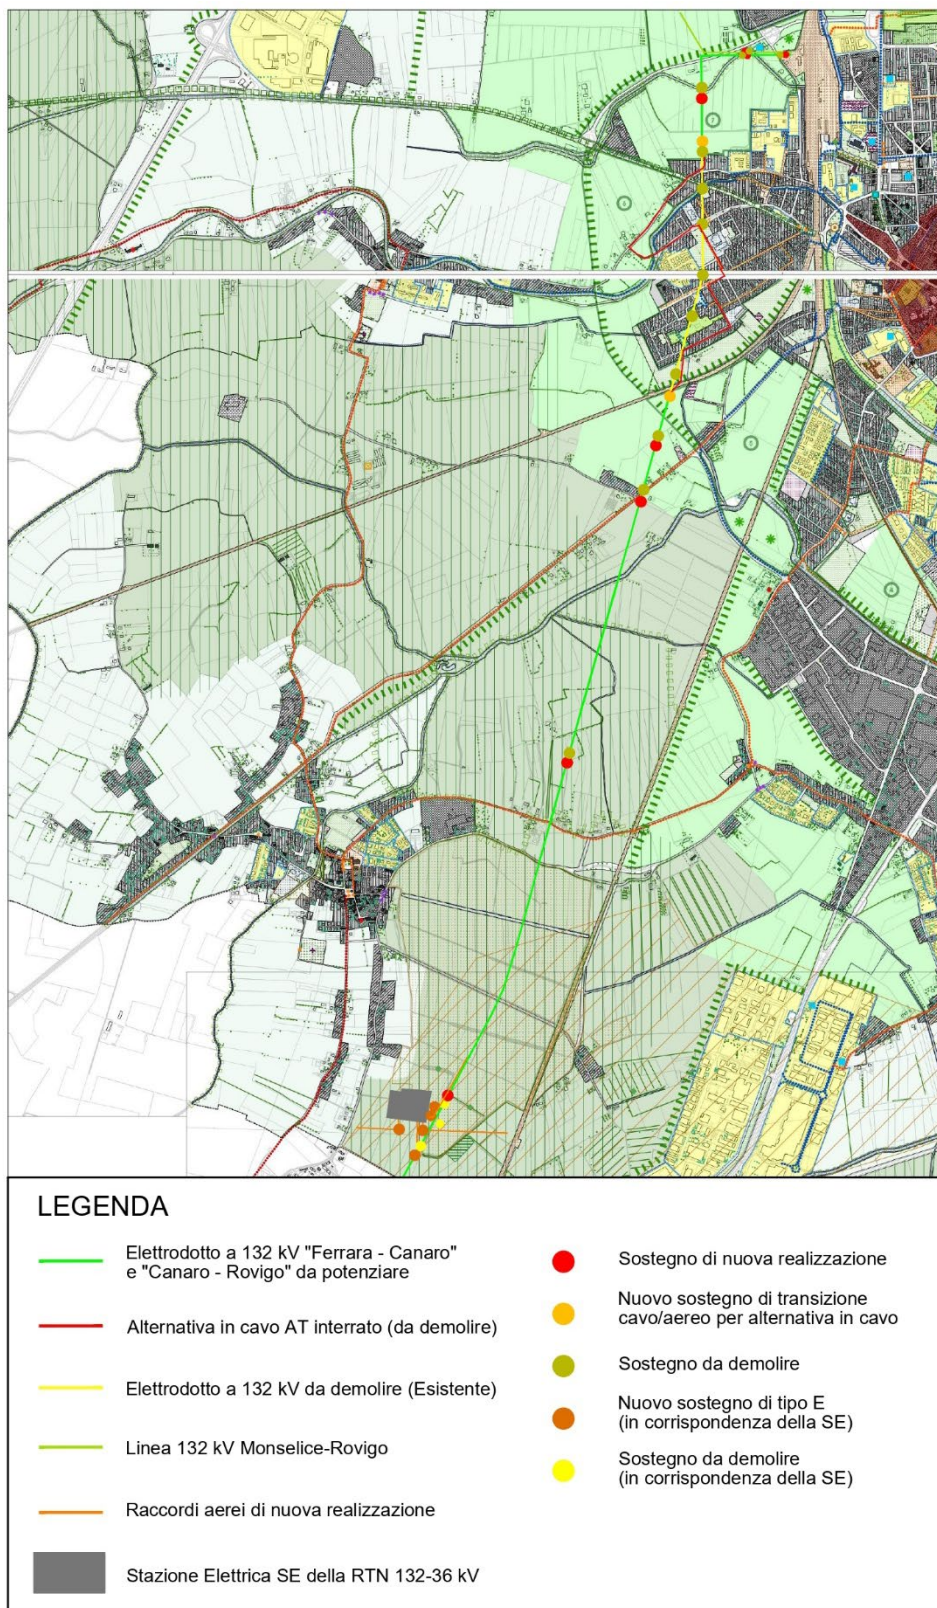 LEGENDA
Elettrodotto a 132 kV "Ferrara - Canaro"
e "Canaro - Rovigo" da potenziare
Alternativa in cavo AT interrato (da demolire)
Elettrodotto a 132 kV da demolire (Esistente)
Linea 132 kV Monselice-Rovigo
Raccordi aerei di nuova realizzazione
Stazione Elettrica SE della RTN 132-36 kV
Sostegno di nuova realizzazione
Nuovo sostegno di transizione
cavo/aereo per alternativa in cavo
Sostegno da demolire
Nuovo sostegno di tipo E
(in corrispondenza della SE)
Sostegno da demolire
(in corrispondenza della SE)